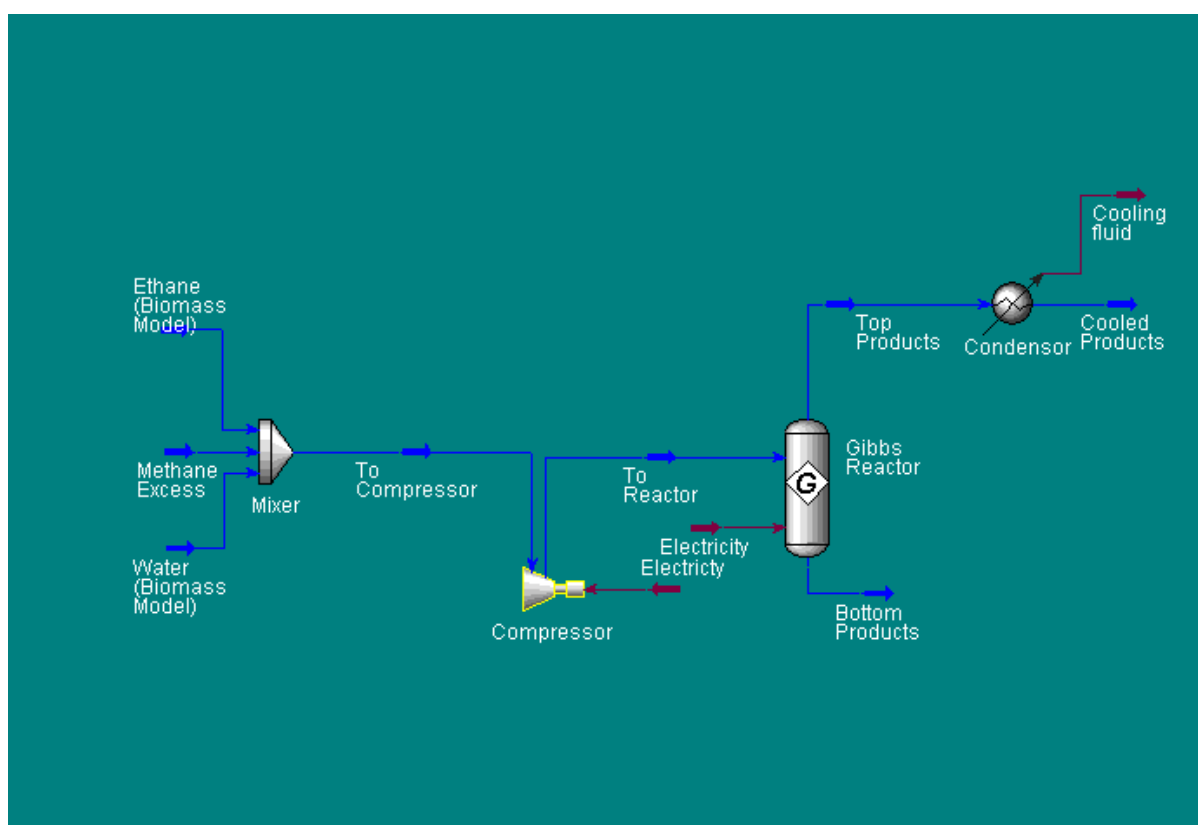 Cooling
fluid
Ethane
(Biomass
Model)
Top
Products
Condensor
Cooled
Products
Methane
Excess
Mixer
To
Compressor
To
Reactor
Gibbs
Reactor
G
Electricity
Electricty
Water
(Biomass
Model)
Compressor
Bottom
Products